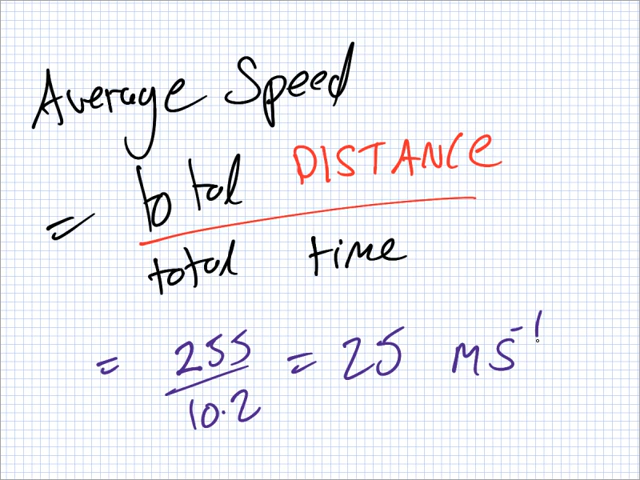 Average Speed
= total DISTANCE
total time
= 255/10.2 = 25 ms⁻¹